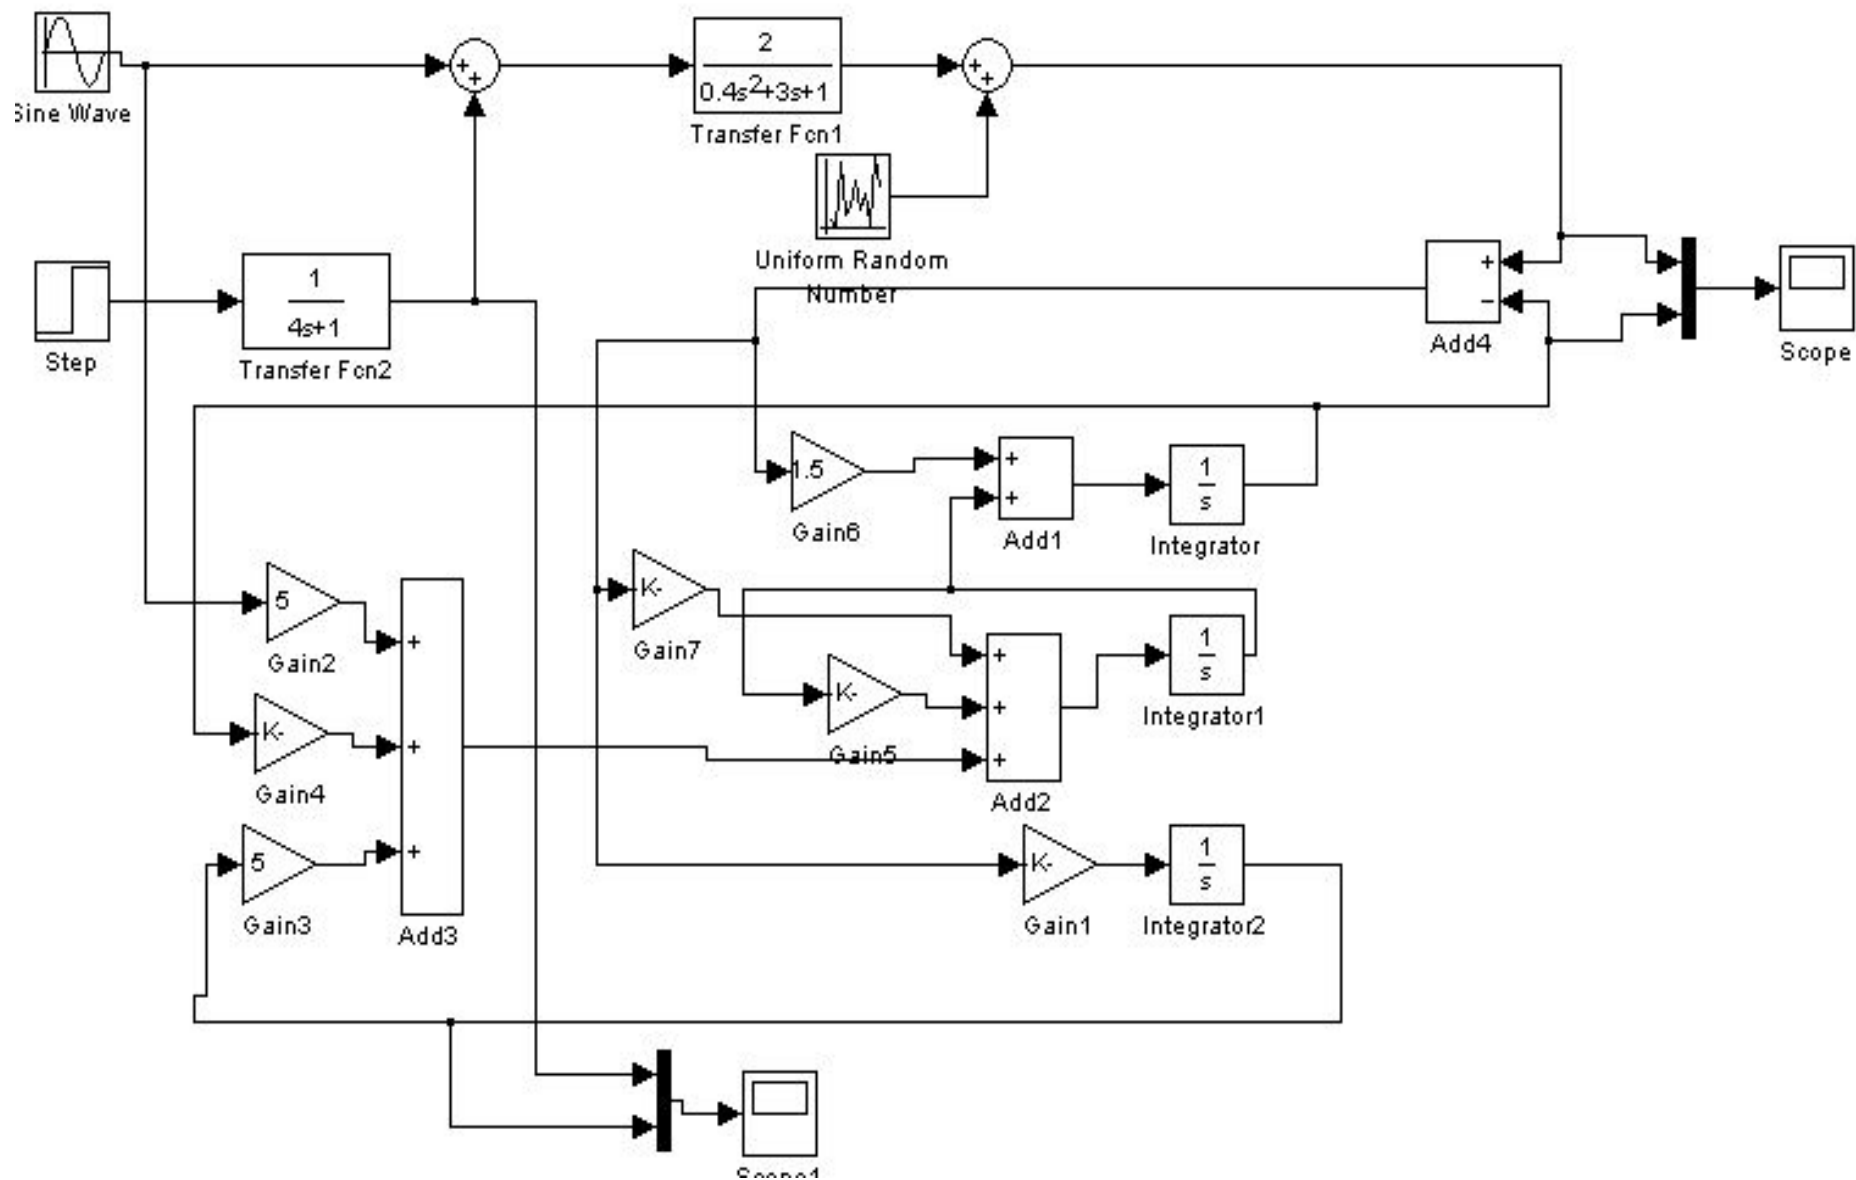 Sine Wave
+
+
2
0.4s2+3s+1
Transfer Fcn1
+
+
Uniform Random
Number
Step
1
4s+1
Transfer Fcn2
+
−
Add4
Scope
1.5
Gain6
+
+
Add1
1
s
Integrator
5
Gain2
K-
Gain4
5
Gain3
+
+
+
Add3
K-
Gain7
K-
Gain5
+
+
+
Add2
1
s
Integrator1
K-
Gain1
1
s
Integrator2
Scope1